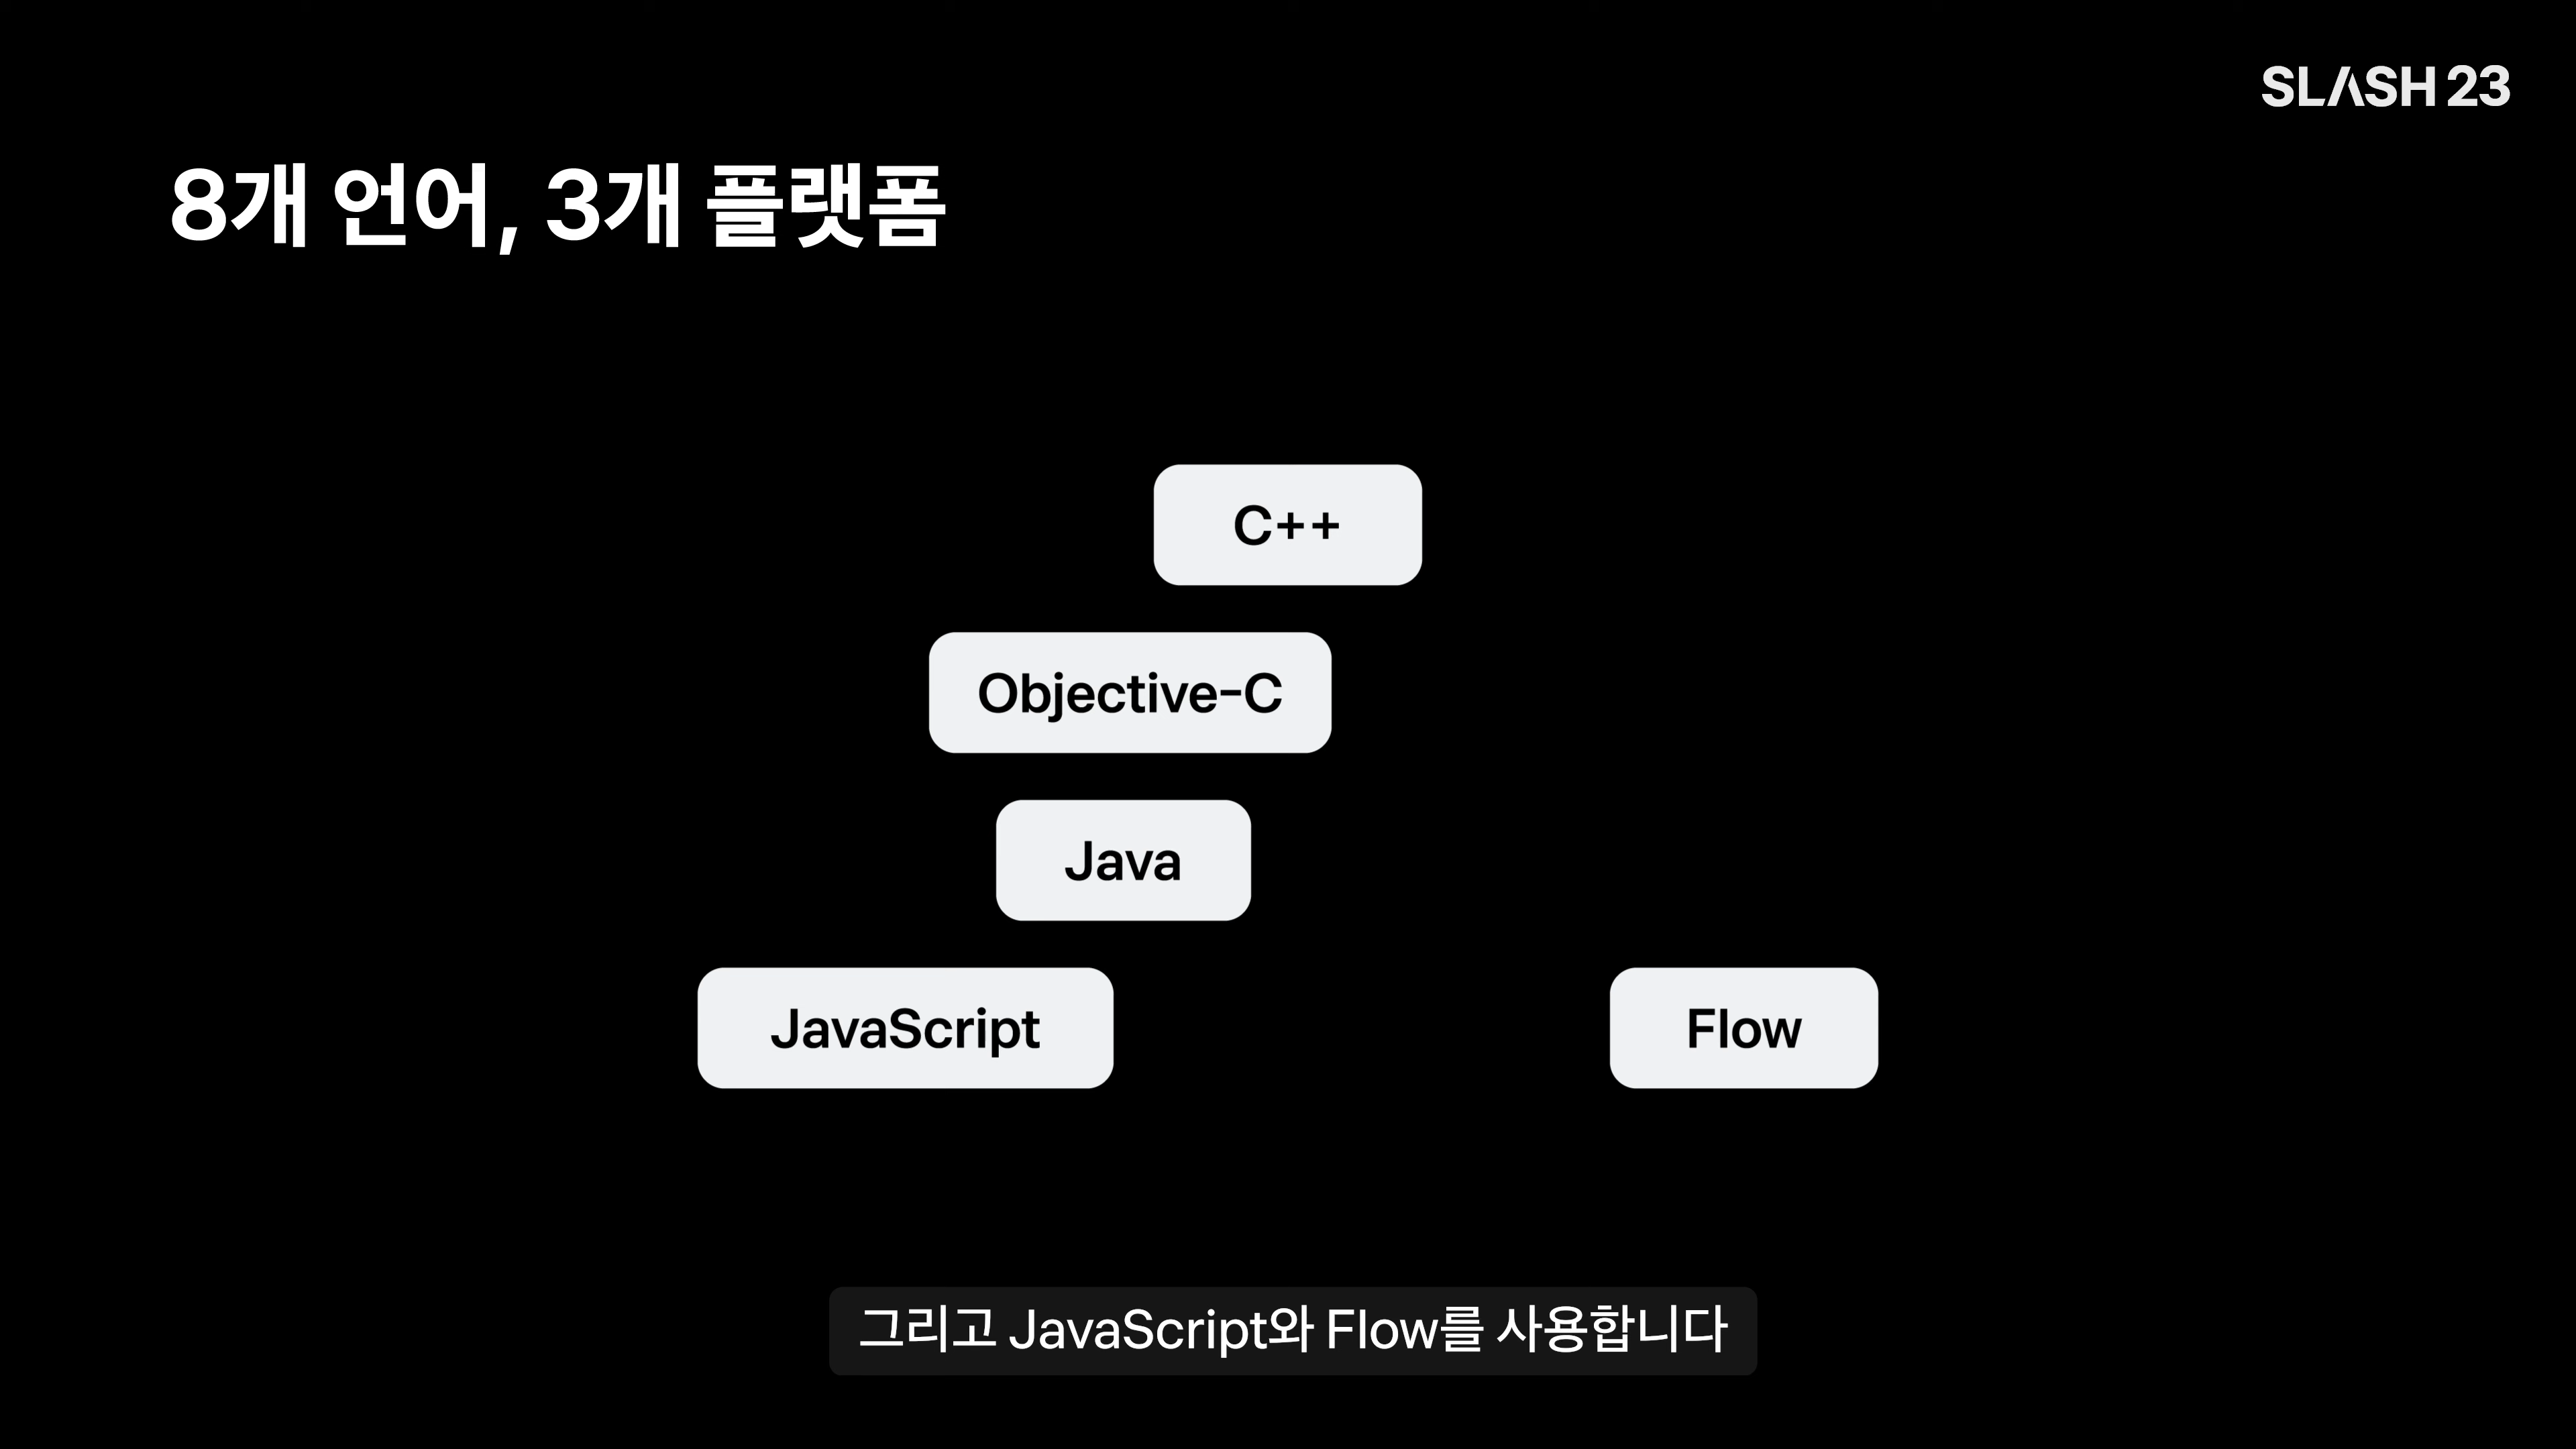 SLASH 23
8개 언어, 3개 플랫폼
C++
Objective-C
Java
JavaScript
Flow
그리고 JavaScript와 Flow를 사용합니다